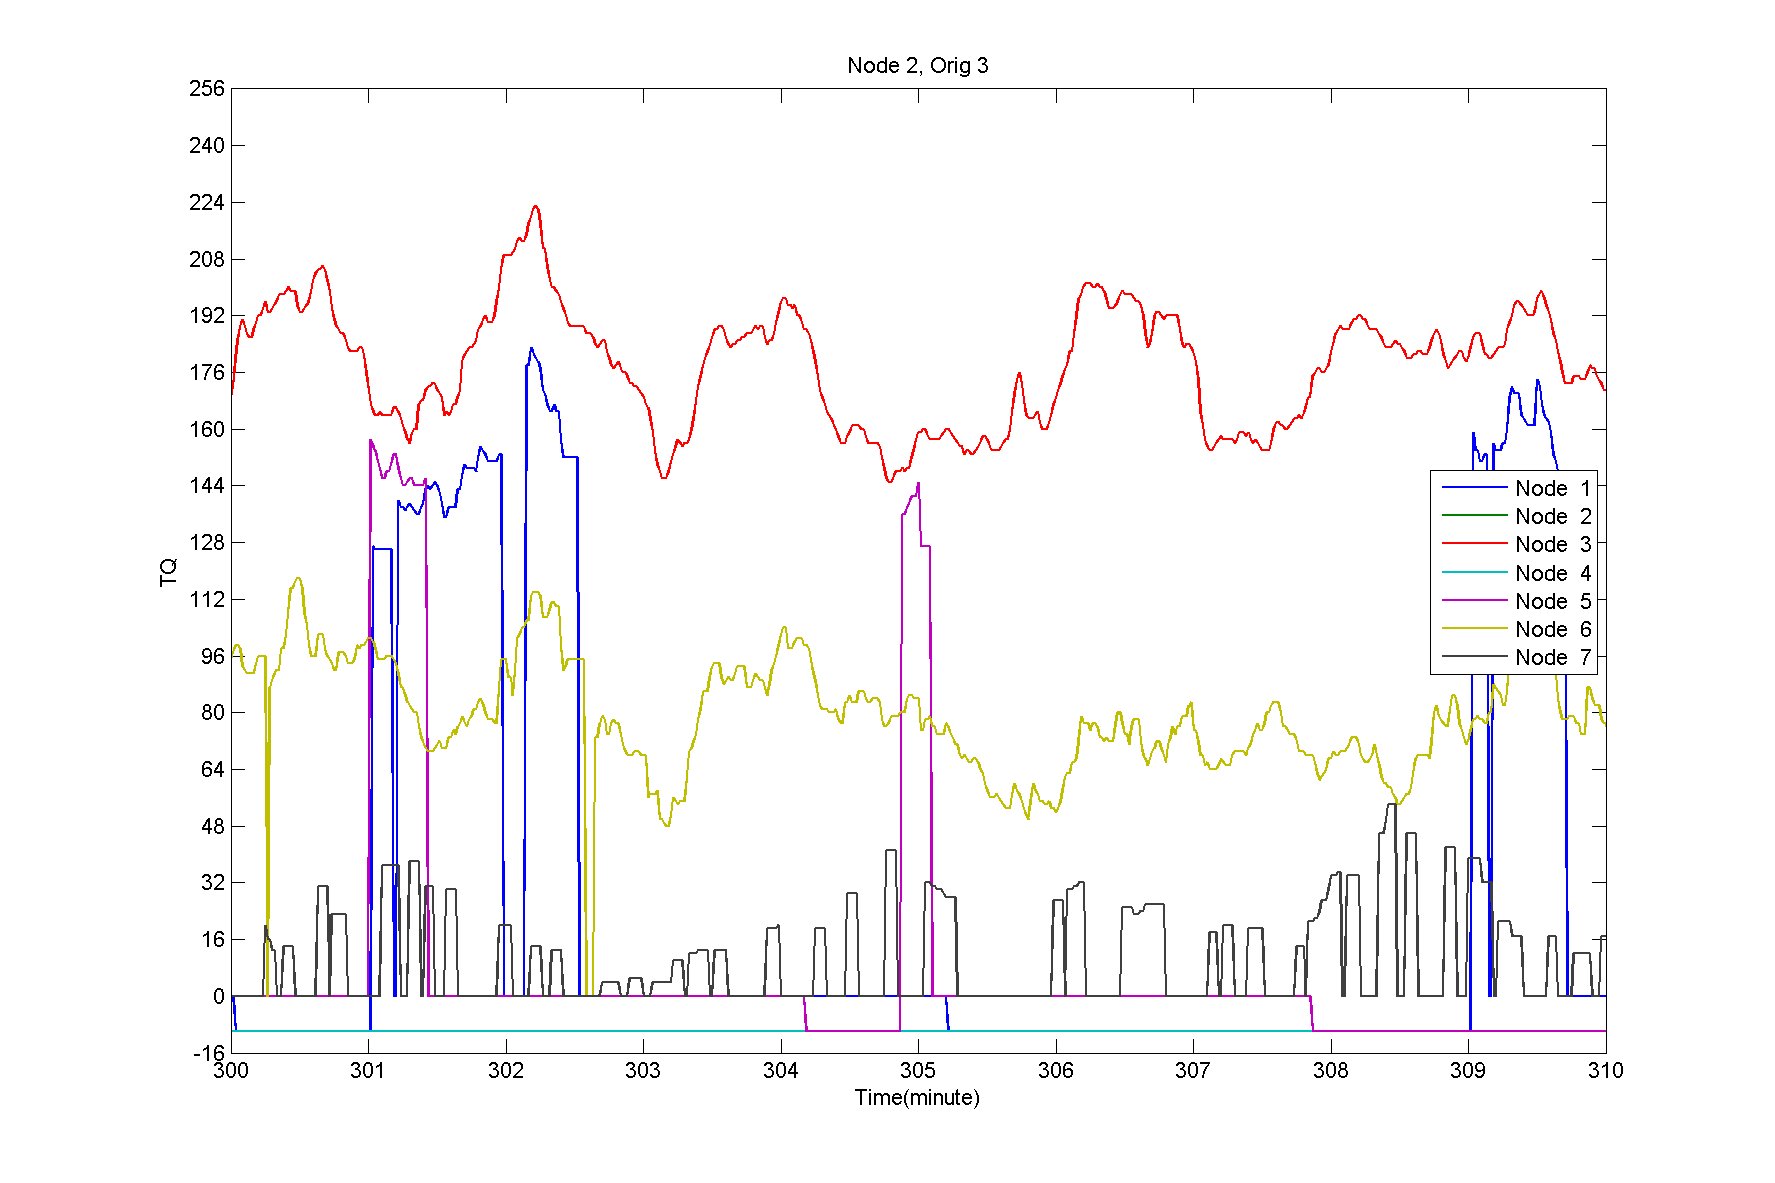 Node 2, Orig 3
256
240
224
208
192
176
160
144
128
112
96
80
64
48
32
16
0
-16
TQ
Node 1
Node 2
Node 3
Node 4
Node 5
Node 6
Node 7
300 301 302 303 304 305 306 307 308 309 310
Time(minute)